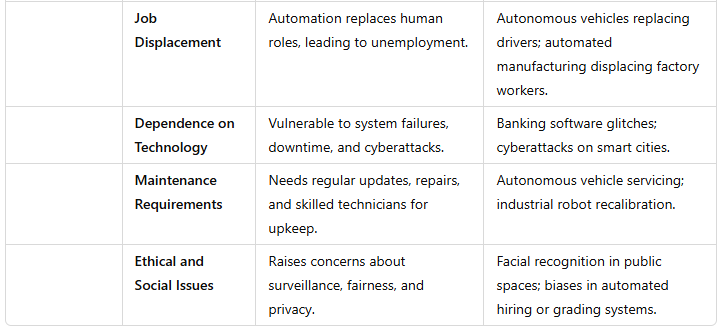 Job
Displacement
Automation replaces human
roles, leading to unemployment.
Autonomous vehicles replacing
drivers; automated
manufacturing displacing factory
workers.
Dependence on
Technology
Vulnerable to system failures,
downtime, and cyberattacks.
Banking software glitches;
cyberattacks on smart cities.
Maintenance
Requirements
Needs regular updates, repairs,
and skilled technicians for
upkeep.
Autonomous vehicle servicing;
industrial robot recalibration.
Ethical and
Social Issues
Raises concerns about
surveillance, fairness, and
privacy.
Facial recognition in public
spaces; biases in automated
hiring or grading systems.